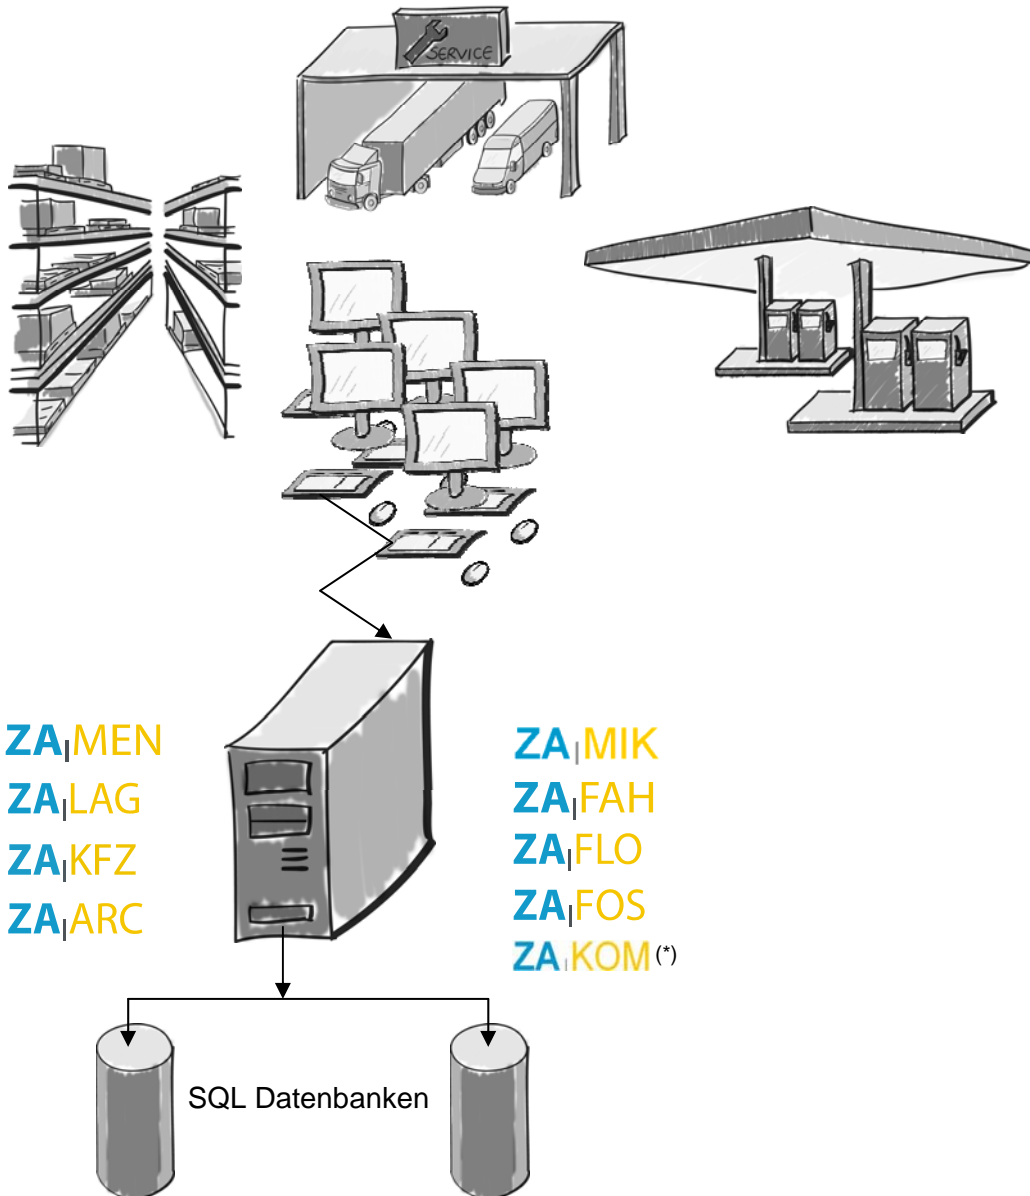 SERVICE
ZA|MEN
ZA|LAG
ZA|KFZ
ZA|ARC
ZA|MIK
ZA|FAH
ZA|FLO
ZA|FOS
ZA|KOM (*)
SQL Datenbanken